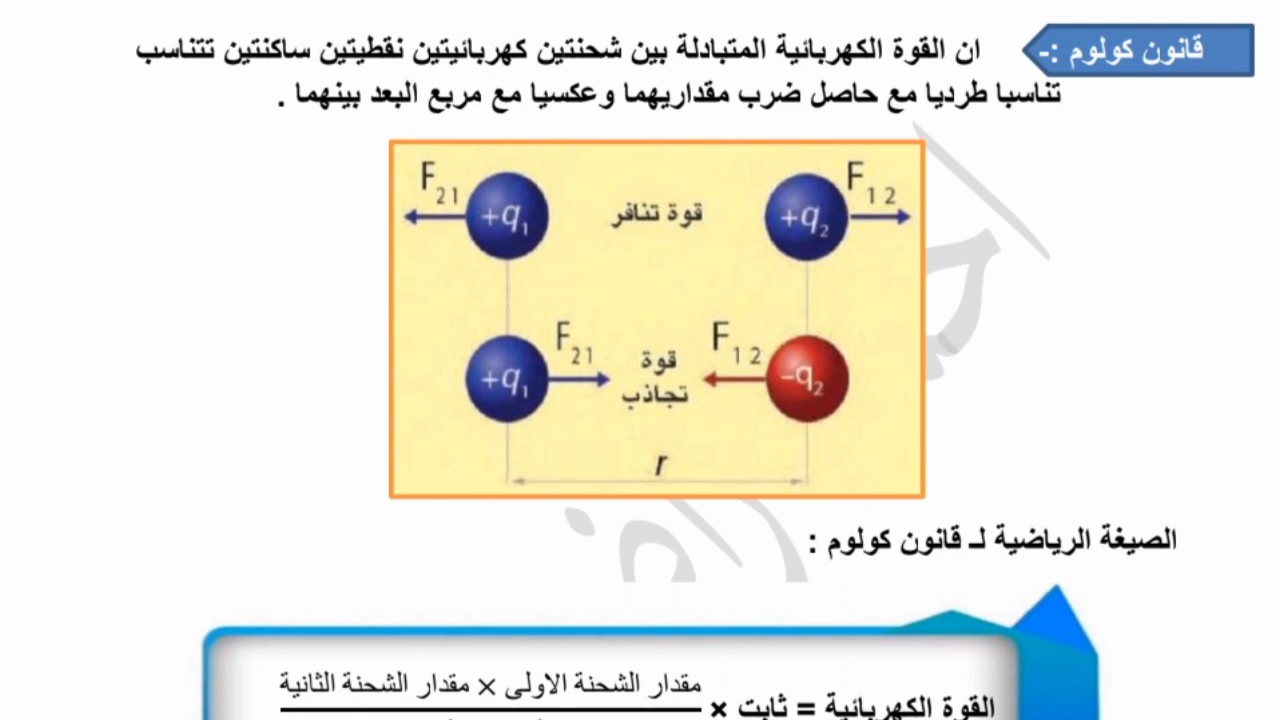 قانون كولوم :-
ان القوة الكهربائية المتبادلة بين شحنتين كهربائيتين نقطيتين ساكنتين تتناسب
تناسبا طرديا مع حاصل ضرب مقداريهما وعكسيا مع مربع البعد بينهما .
F21 +q1 قوة تنافر +q2 F12
+q1 F21 قوة F12 -q2
تجاذب
r
الصيغة الرياضية لـ قانون كولوم :
مقدار الشحنة الاولى × مقدار الشحنة الثانية
القوة الكهربائية = ثابت ×